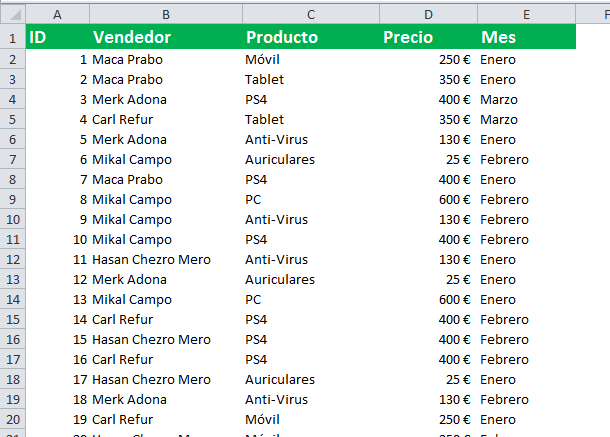 A B C D E F
1 ID Vendedor Producto Precio Mes
2 1 Maca Prabo Móvil 250 € Enero
3 2 Maca Prabo Tablet 350 € Enero
4 3 Merk Adona PS4 400 € Marzo
5 4 Carl Refur Tablet 350 € Marzo
6 5 Merk Adona Anti-Virus 130 € Enero
7 6 Mikal Campo Auriculares 25 € Febrero
8 7 Maca Prabo PS4 400 € Enero
9 8 Mikal Campo PC 600 € Febrero
10 9 Mikal Campo Anti-Virus 130 € Febrero
11 10 Mikal Campo PS4 400 € Febrero
12 11 Hasan Chezro Mero Anti-Virus 130 € Enero
13 12 Merk Adona Auriculares 25 € Enero
14 13 Mikal Campo PC 600 € Enero
15 14 Carl Refur PS4 400 € Febrero
16 15 Hasan Chezro Mero PS4 400 € Febrero
17 16 Carl Refur PS4 400 € Febrero
18 17 Hasan Chezro Mero Auriculares 25 € Enero
19 18 Merk Adona Anti-Virus 130 € Febrero
20 19 Carl Refur Móvil 250 € Enero